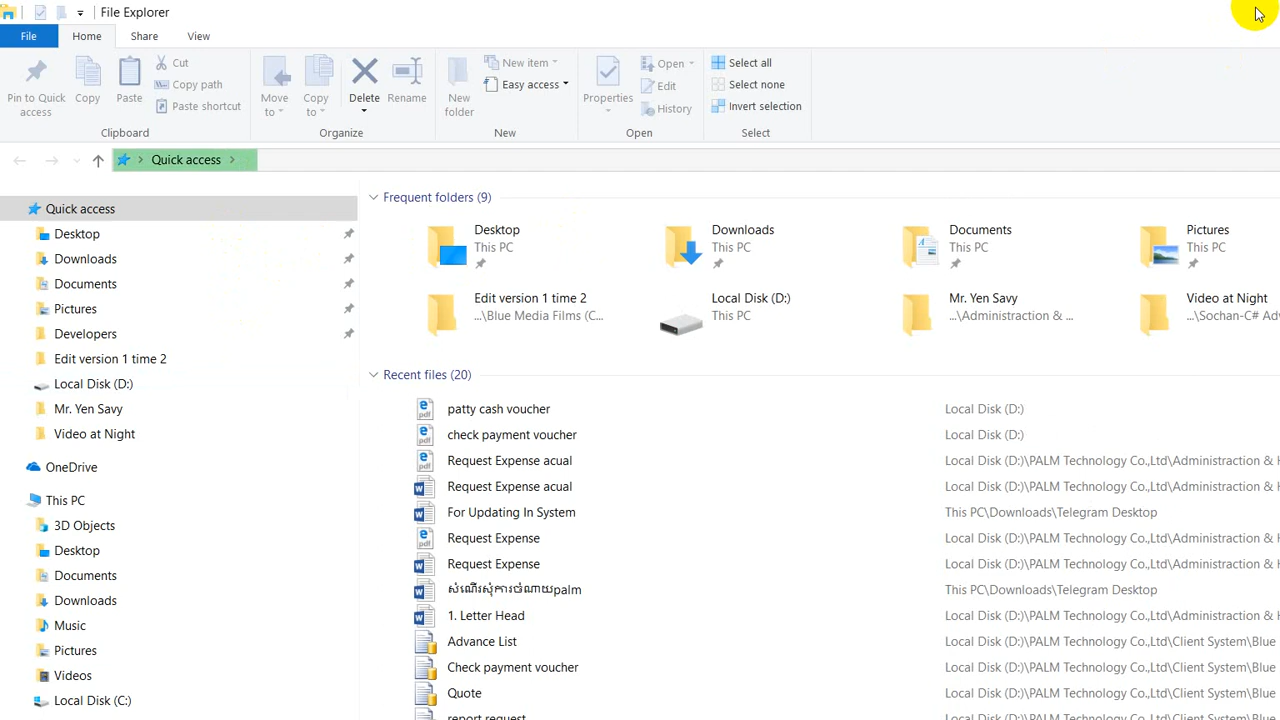 File Explorer
File Home Share View
Pin to Quick access
Copy
Paste
Cut
Copy path
Paste shortcut
Clipboard
Move to
Copy to
Delete
Rename
Organize
New folder
New item
Easy access
New
Properties
Open
Edit
History
Open
Select all
Select none
Invert selection
Select
Quick access
Quick access
Desktop
Downloads
Documents
Pictures
Developers
Edit version 1 time 2
Local Disk (D:)
Mr. Yen Savy
Video at Night
OneDrive
This PC
3D Objects
Desktop
Documents
Downloads
Music
Pictures
Videos
Local Disk (C:)
Frequent folders (9)
Desktop
This PC
Downloads
This PC
Documents
This PC
Pictures
This PC
Edit version 1 time 2
...\Blue Media Films (C...
Local Disk (D:)
This PC
Mr. Yen Savy
...\Administraction & ...
Video at Night
...\Sochan-C# Adv
Recent files (20)
patty cash voucher Local Disk (D:)
check payment voucher Local Disk (D:)
Request Expense acual Local Disk (D:)\PALM Technology Co.,Ltd\Administraction & H
Request Expense acual Local Disk (D:)\PALM Technology Co.,Ltd\Administraction & H
For Updating In System This PC\Downloads\Telegram Desktop
Request Expense Local Disk (D:)\PALM Technology Co.,Ltd\Administraction & H
Request Expense Local Disk (D:)\PALM Technology Co.,Ltd\Administraction & H
សំណើរសុំការចំណាយpalm This PC\Downloads\Telegram Desktop
1. Letter Head Local Disk (D:)\PALM Technology Co.,Ltd\Administraction & H
Advance List Local Disk (D:)\PALM Technology Co.,Ltd\Client System\Blue
Check payment voucher Local Disk (D:)\PALM Technology Co.,Ltd\Client System\Blue
Quote Local Disk (D:)\PALM Technology Co.,Ltd\Client System\Blue
report request Local Disk (D:)\PALM Technology Co.,Ltd\Client System\Blue